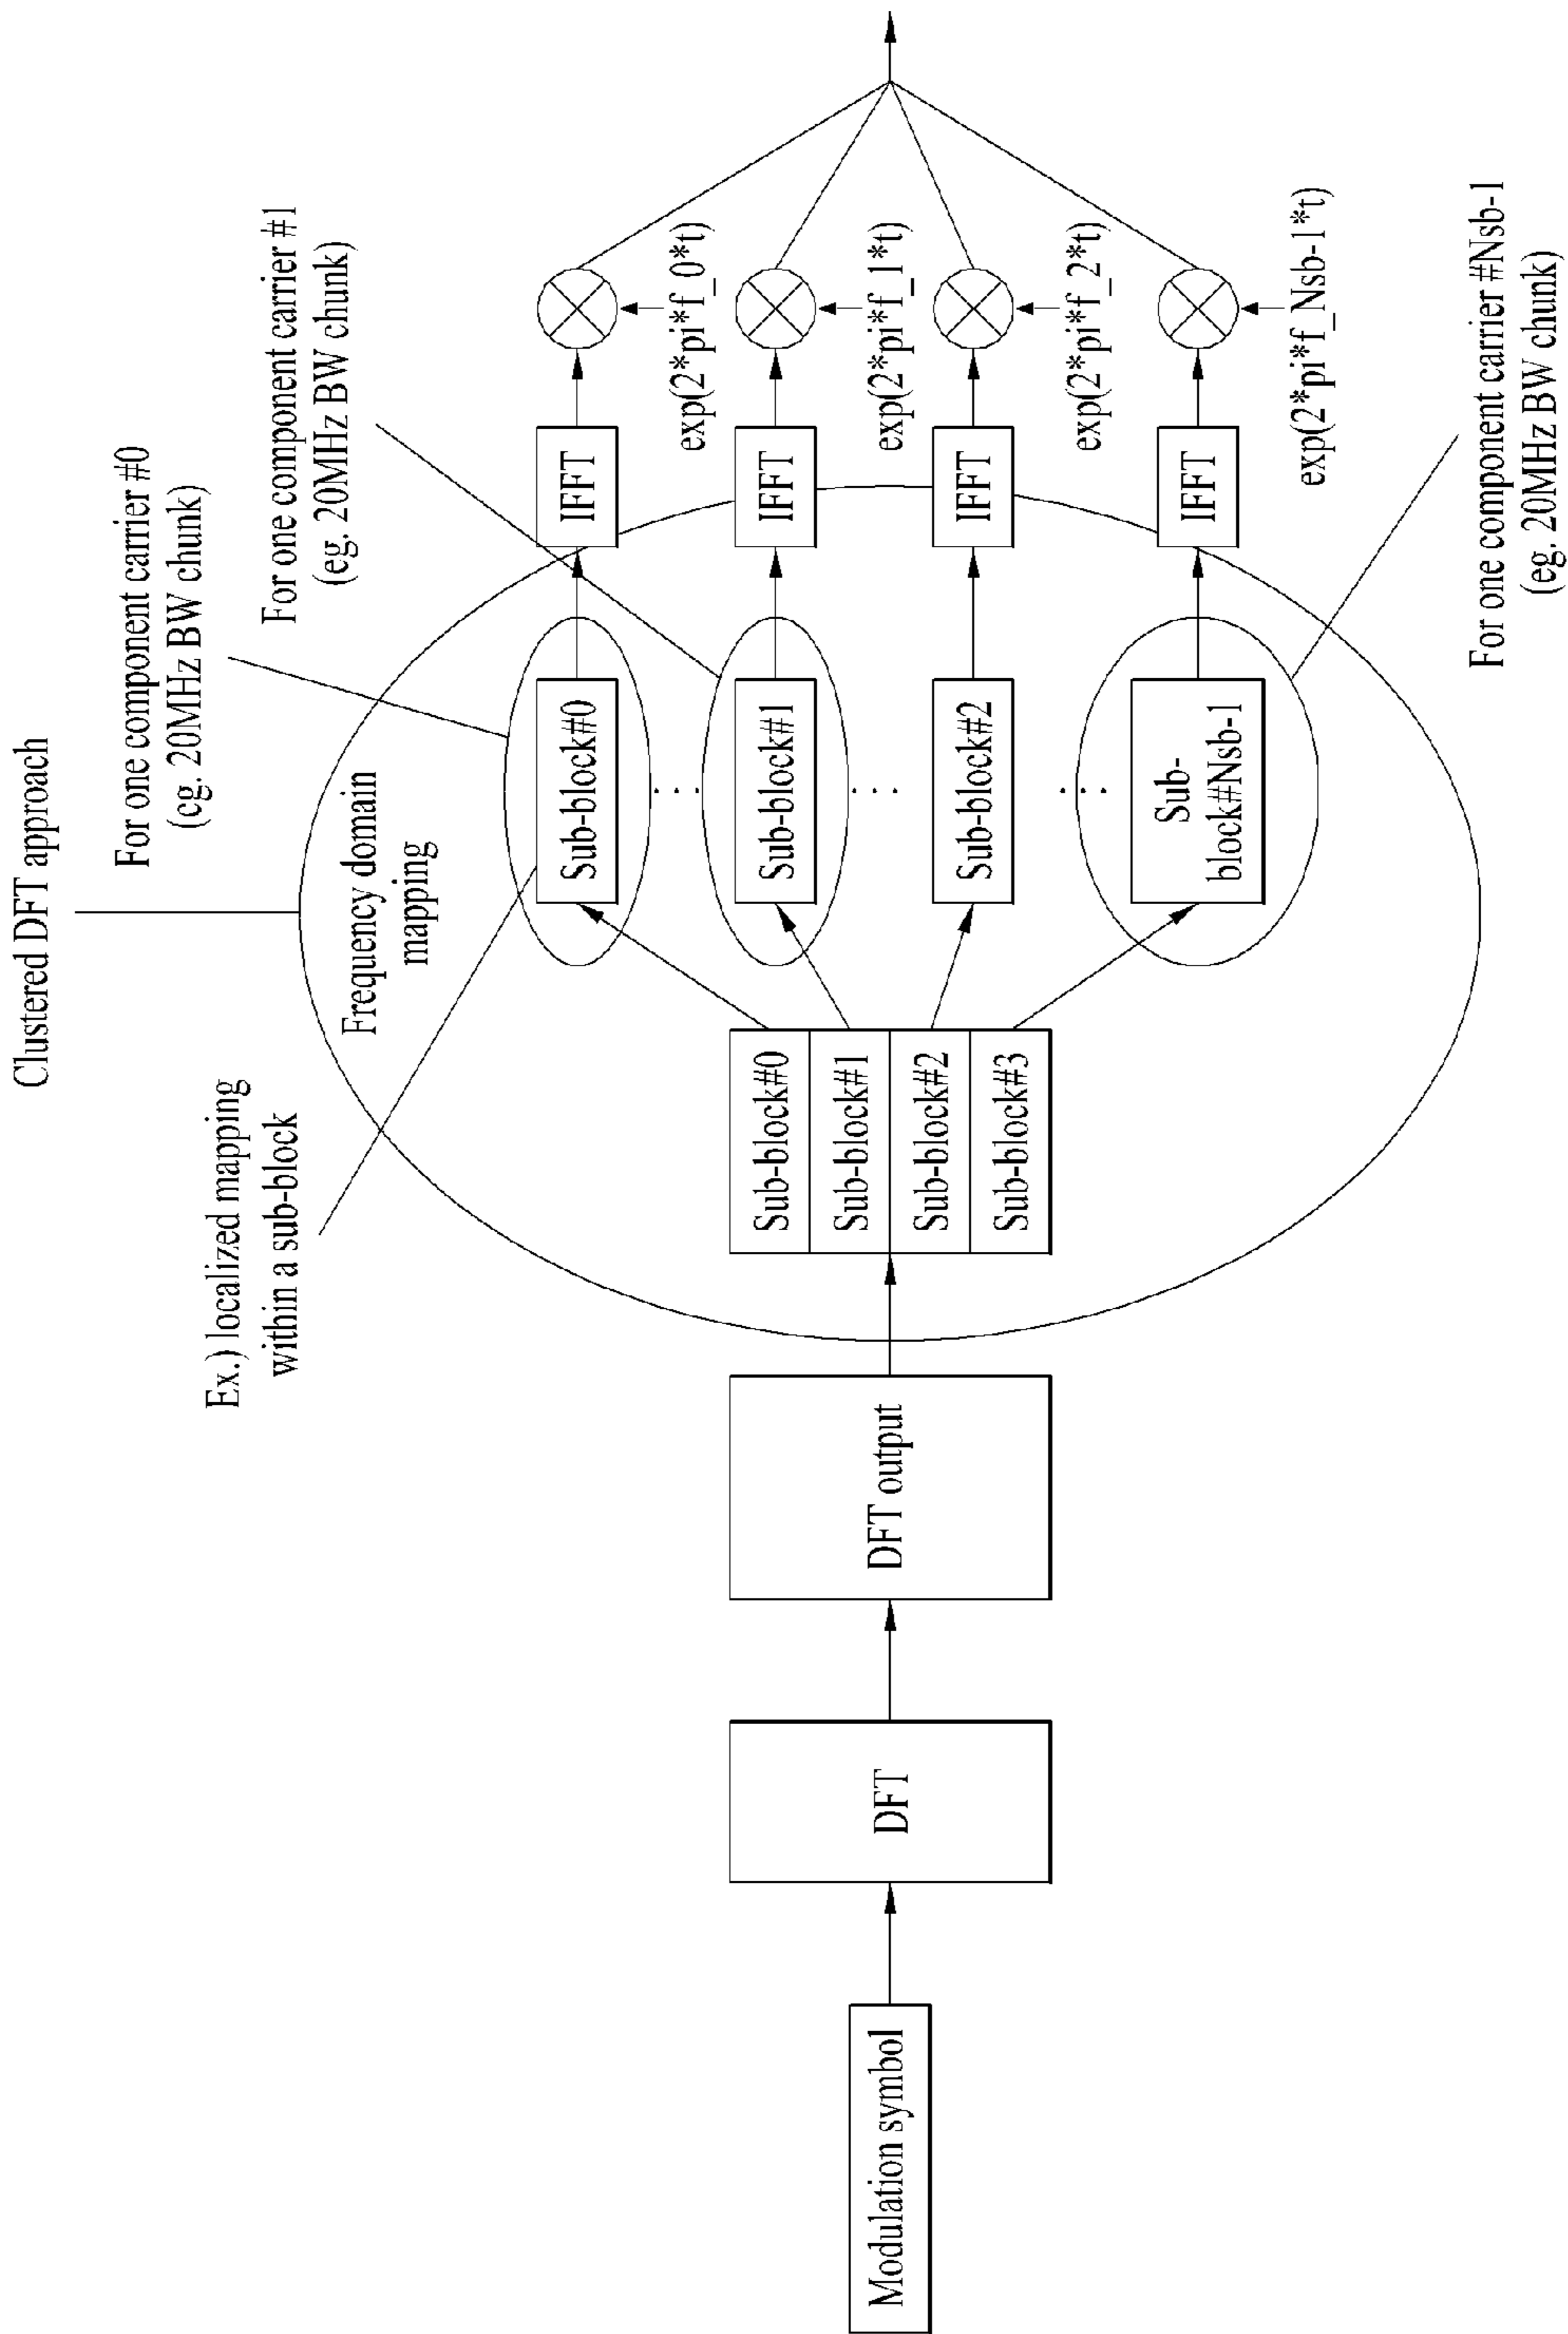 Clustered DFT approach
For one component carrier #0
(cg. 20MHz BW chunk)
For one component carrier #1
(eg. 20MHz BW chunk)
Ex.) localized mapping
within a sub-block
Frequency domain
mapping
Modulation symbol
DFT
DFT output
Sub-block#0
Sub-block#1
Sub-block#2
Sub-block#3
Sub-block#0
...
Sub-block#1
...
Sub-block#2
...
Sub-
block#Nsb-1
IFFT
IFFT
IFFT
IFFT
exp(2*pi*f_0*t)
exp(2*pi*f_1*t)
exp(2*pi*f_2*t)
exp(2*pi*f_Nsb-1*t)
For one component carrier #Nsb-1
(eg. 20MHz BW chunk)